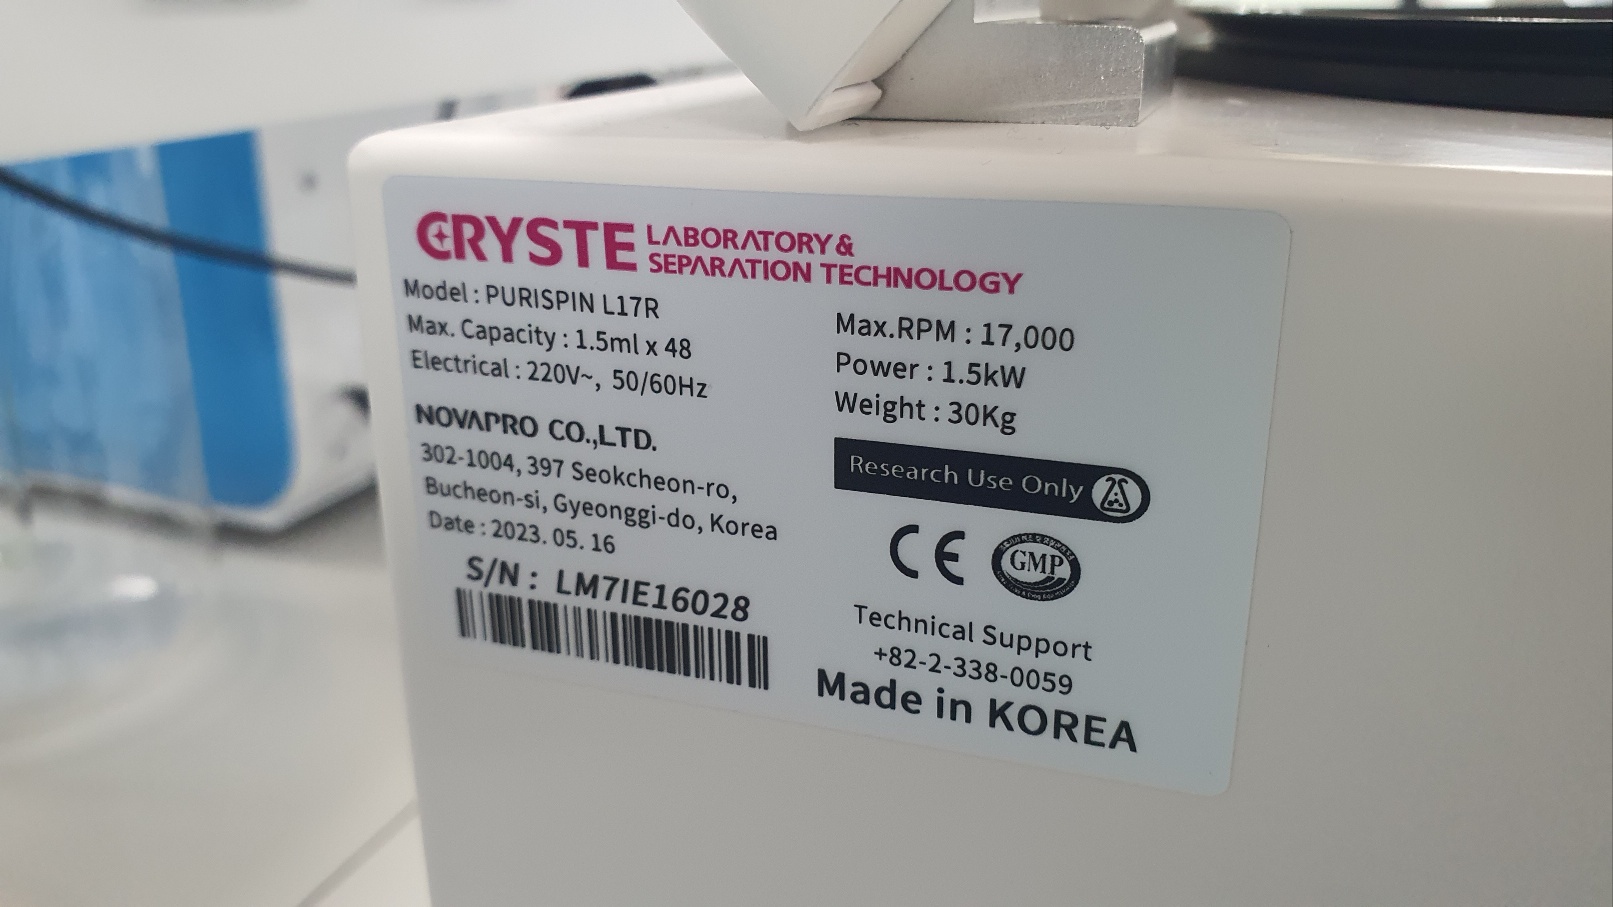 CRYSTE LABORATORY &
SEPARATION TECHNOLOGY
Model : PURISPIN L17R
Max. Capacity : 1.5ml x 48
Electrical : 220V~, 50/60Hz
NOVAPRO CO.,LTD.
302-1004, 397 Seokcheon-ro,
Bucheon-si, Gyeonggi-do, Korea
Date : 2023. 05. 16
S/N : LM7IE16028
Max.RPM : 17,000
Power : 1.5kW
Weight : 30Kg
Research Use Only
CE GMP
Technical Support
+82-2-338-0059
Made in KOREA